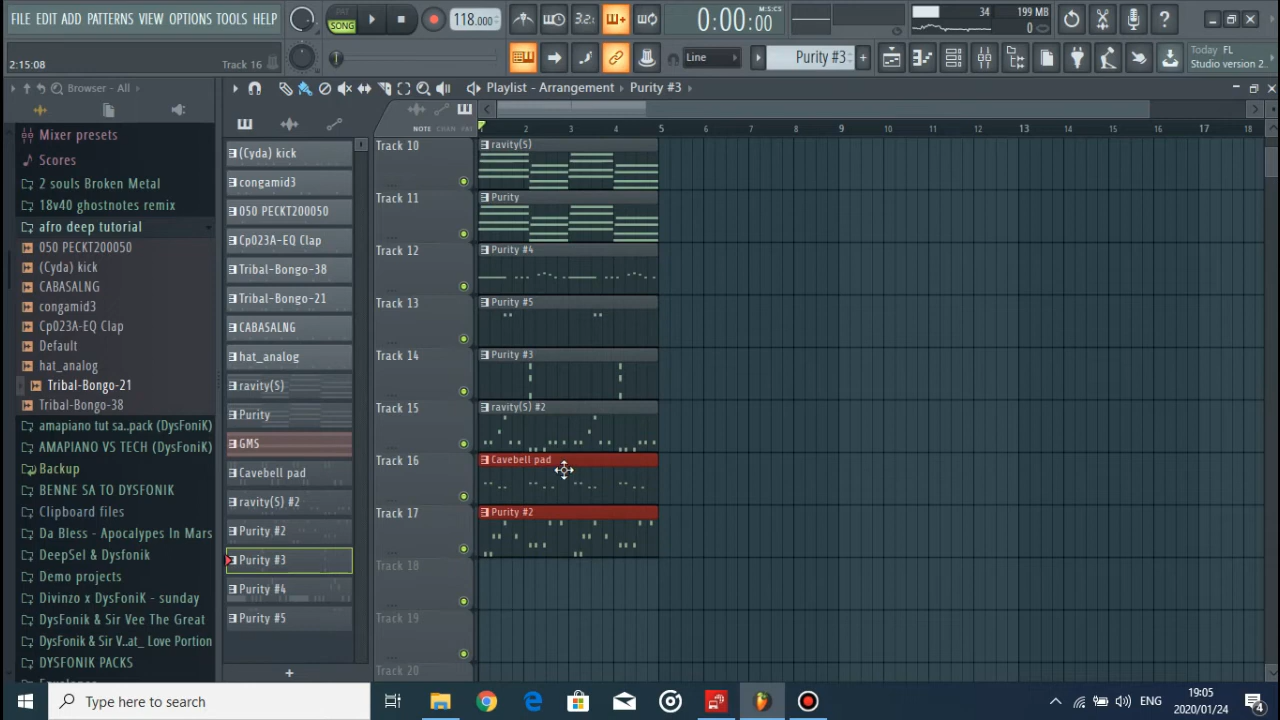 FILE EDIT ADD PATTERNS VIEW OPTIONS TOOLS HELP
PAT
SONG
118.000
3.2.
0:00:00
M:S:CS
34
199 MB
0
2:15:08
Track 16
Line
Purity #3
Today FL
Studio version 2..
Browser - All
Playlist - Arrangement
Purity #3
NOTE CHAN PAT
1 2 3 4 5 6 7 8 9 10 11 12 13 14 15 16 17 18
Mixer presets
Scores
2 souls Broken Metal
18v40 ghostnotes remix
afro deep tutorial
050 PECKT200050
(Cyda) kick
CABASALNG
congamid3
Cp023A-EQ Clap
Default
hat_analog
Tribal-Bongo-21
Tribal-Bongo-38
amapiano tut sa..pack (DysFoniK)
AMAPIANO VS TECH (DysFoniK)
Backup
BENNE SA TO DYSFONIK
Clipboard files
Da Bless - Apocalypes In Mars
DeepSel & Dysfonik
Demo projects
Divinzo x DysFonik - sunday
DysFoniK & Sir Vee The Great
DysFoniK & Sir V..at_ Love Portion
DYSFONIK PACKS
(Cyda) kick
congamid3
050 PECKT200050
Cp023A-EQ Clap
Tribal-Bongo-38
Tribal-Bongo-21
CABASALNG
hat_analog
ravity(S)
Purity
GMS
Cavebell pad
ravity(S) #2
Purity #2
Purity #3
Purity #4
Purity #5
+
Track 10
ravity(S)
Track 11
Purity
Track 12
Purity #4
Track 13
Purity #5
Track 14
Purity #3
Track 15
ravity(S) #2
Track 16
Cavebell pad
Track 17
Purity #2
Track 18
Track 19
Track 20
Type here to search
ENG
19:05
2020/01/24